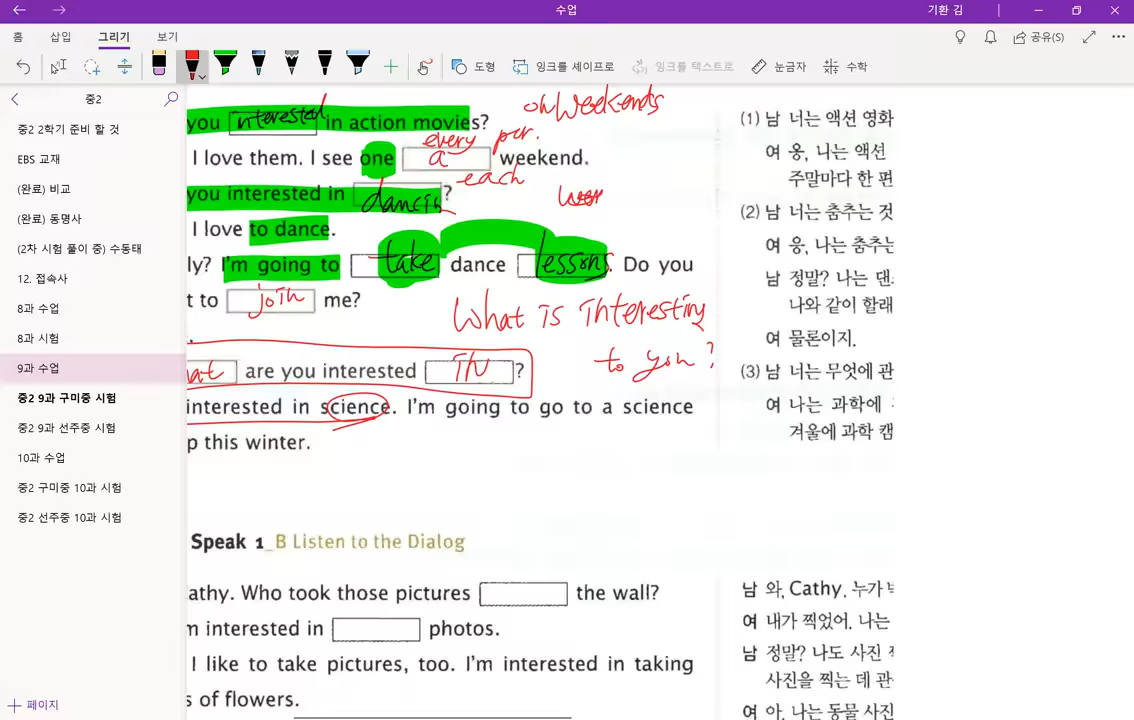 수업
기환 김
홈 삽입 그리기 보기
공유(S)
도형
잉크를 셰이프로
잉크를 텍스트로
눈금자
수학
중2
중2 2학기 준비 할 것
EBS 교재
(완료) 비교
(완료) 동명사
(2차 시험 풀이 중) 수동태
12. 접속사
8과 수업
8과 시험
9과 수업
중2 9과 구미중 시험
중2 9과 선주중 시험
10과 수업
중2 구미중 10과 시험
중2 선주중 10과 시험
페이지
on weekends
you interested in action movies?
every per.
I love them. I see one a weekend.
each
you interested in dancin ?
I love to dance.
ly? I'm going to take dance lessons. Do you
t to join me?
What is interesting
to you?
at are you interested in ?
interested in science. I'm going to go to a science
p this winter.
Speak 1_B Listen to the Dialog
athy. Who took those pictures the wall?
m interested in photos.
I like to take pictures, too. I'm interested in taking
s of flowers.
(1) 남 너는 액션 영화
여 응, 나는 액션
주말마다 한 편
(2) 남 너는 춤추는 것
여 응, 나는 춤추는
남 정말? 나는 댄스
나와 같이 할래
여 물론이지.
(3) 남 너는 무엇에 관
여 나는 과학에
겨울에 과학 캠
남 와, Cathy. 누가 벽
여 내가 찍었어. 나는
남 정말? 나도 사진
사진을 찍는 데 관
여 아, 나는 동물 사진